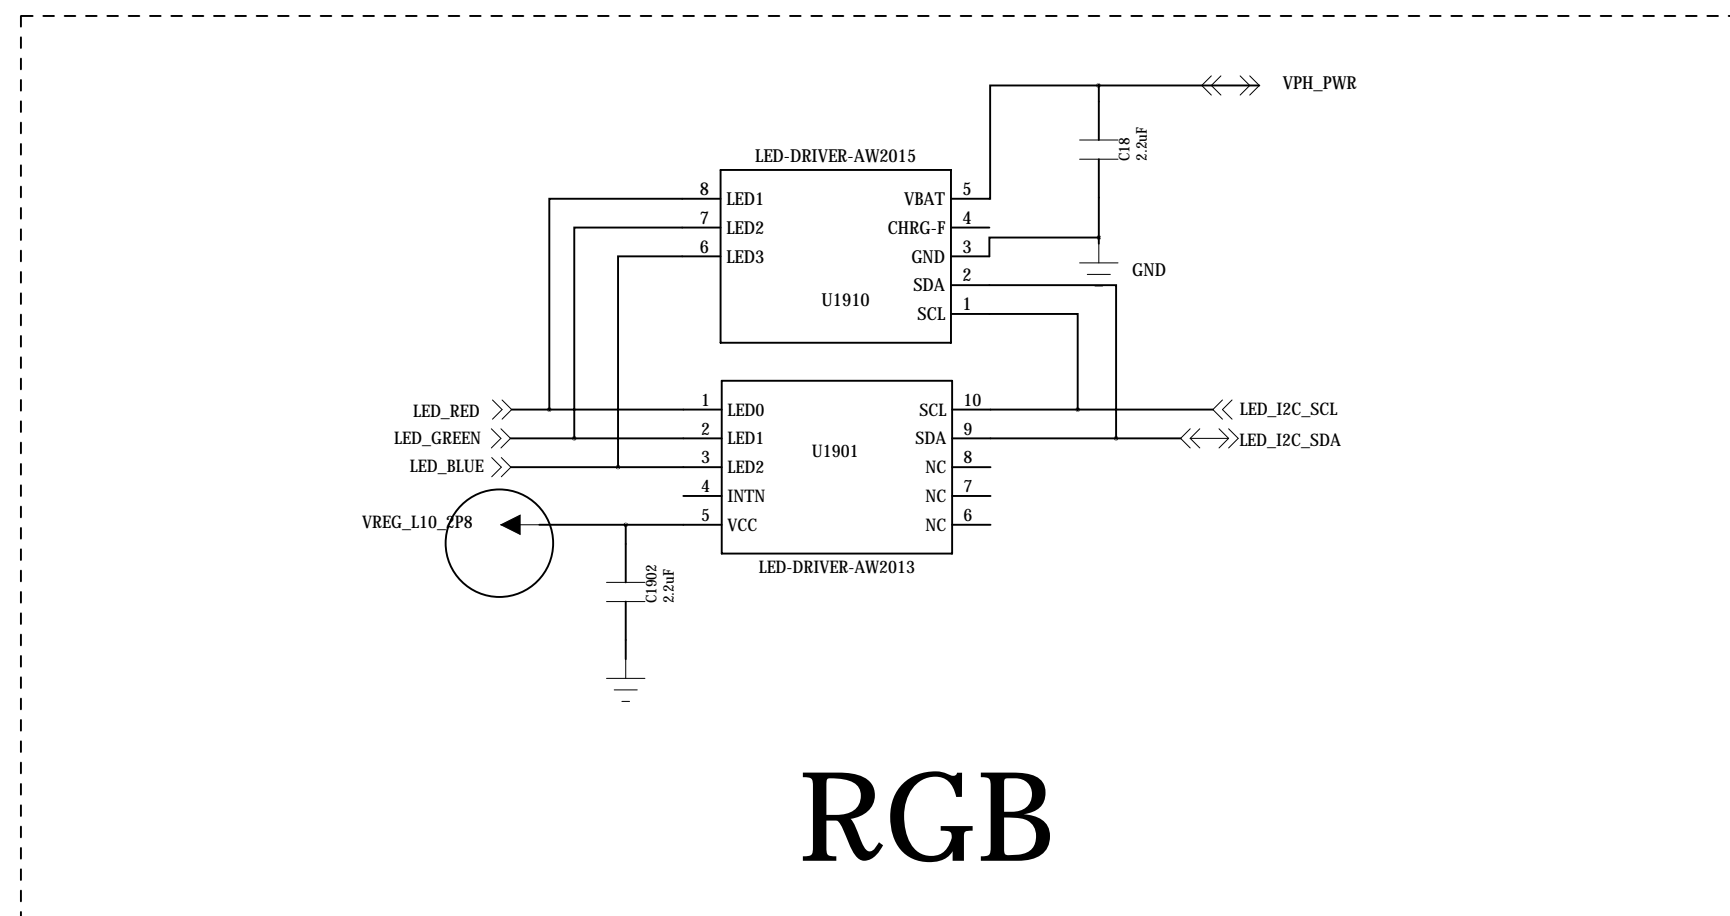 VPH_PWR
C18
2.2uF
LED-DRIVER-AW2015
8 LED1 VBAT 5
7 LED2 CHRG-F 4
6 LED3 GND 3
GND
SDA 2
U1910
SCL 1
LED_RED 1 LED0 SCL 10 LED_I2C_SCL
LED_GREEN 2 LED1 SDA 9 LED_I2C_SDA
U1901
LED_BLUE 3 LED2 NC 8
4 INTN NC 7
VREG_L10_2P8 5 VCC NC 6
LED-DRIVER-AW2013
C1902
2.2uF
RGB